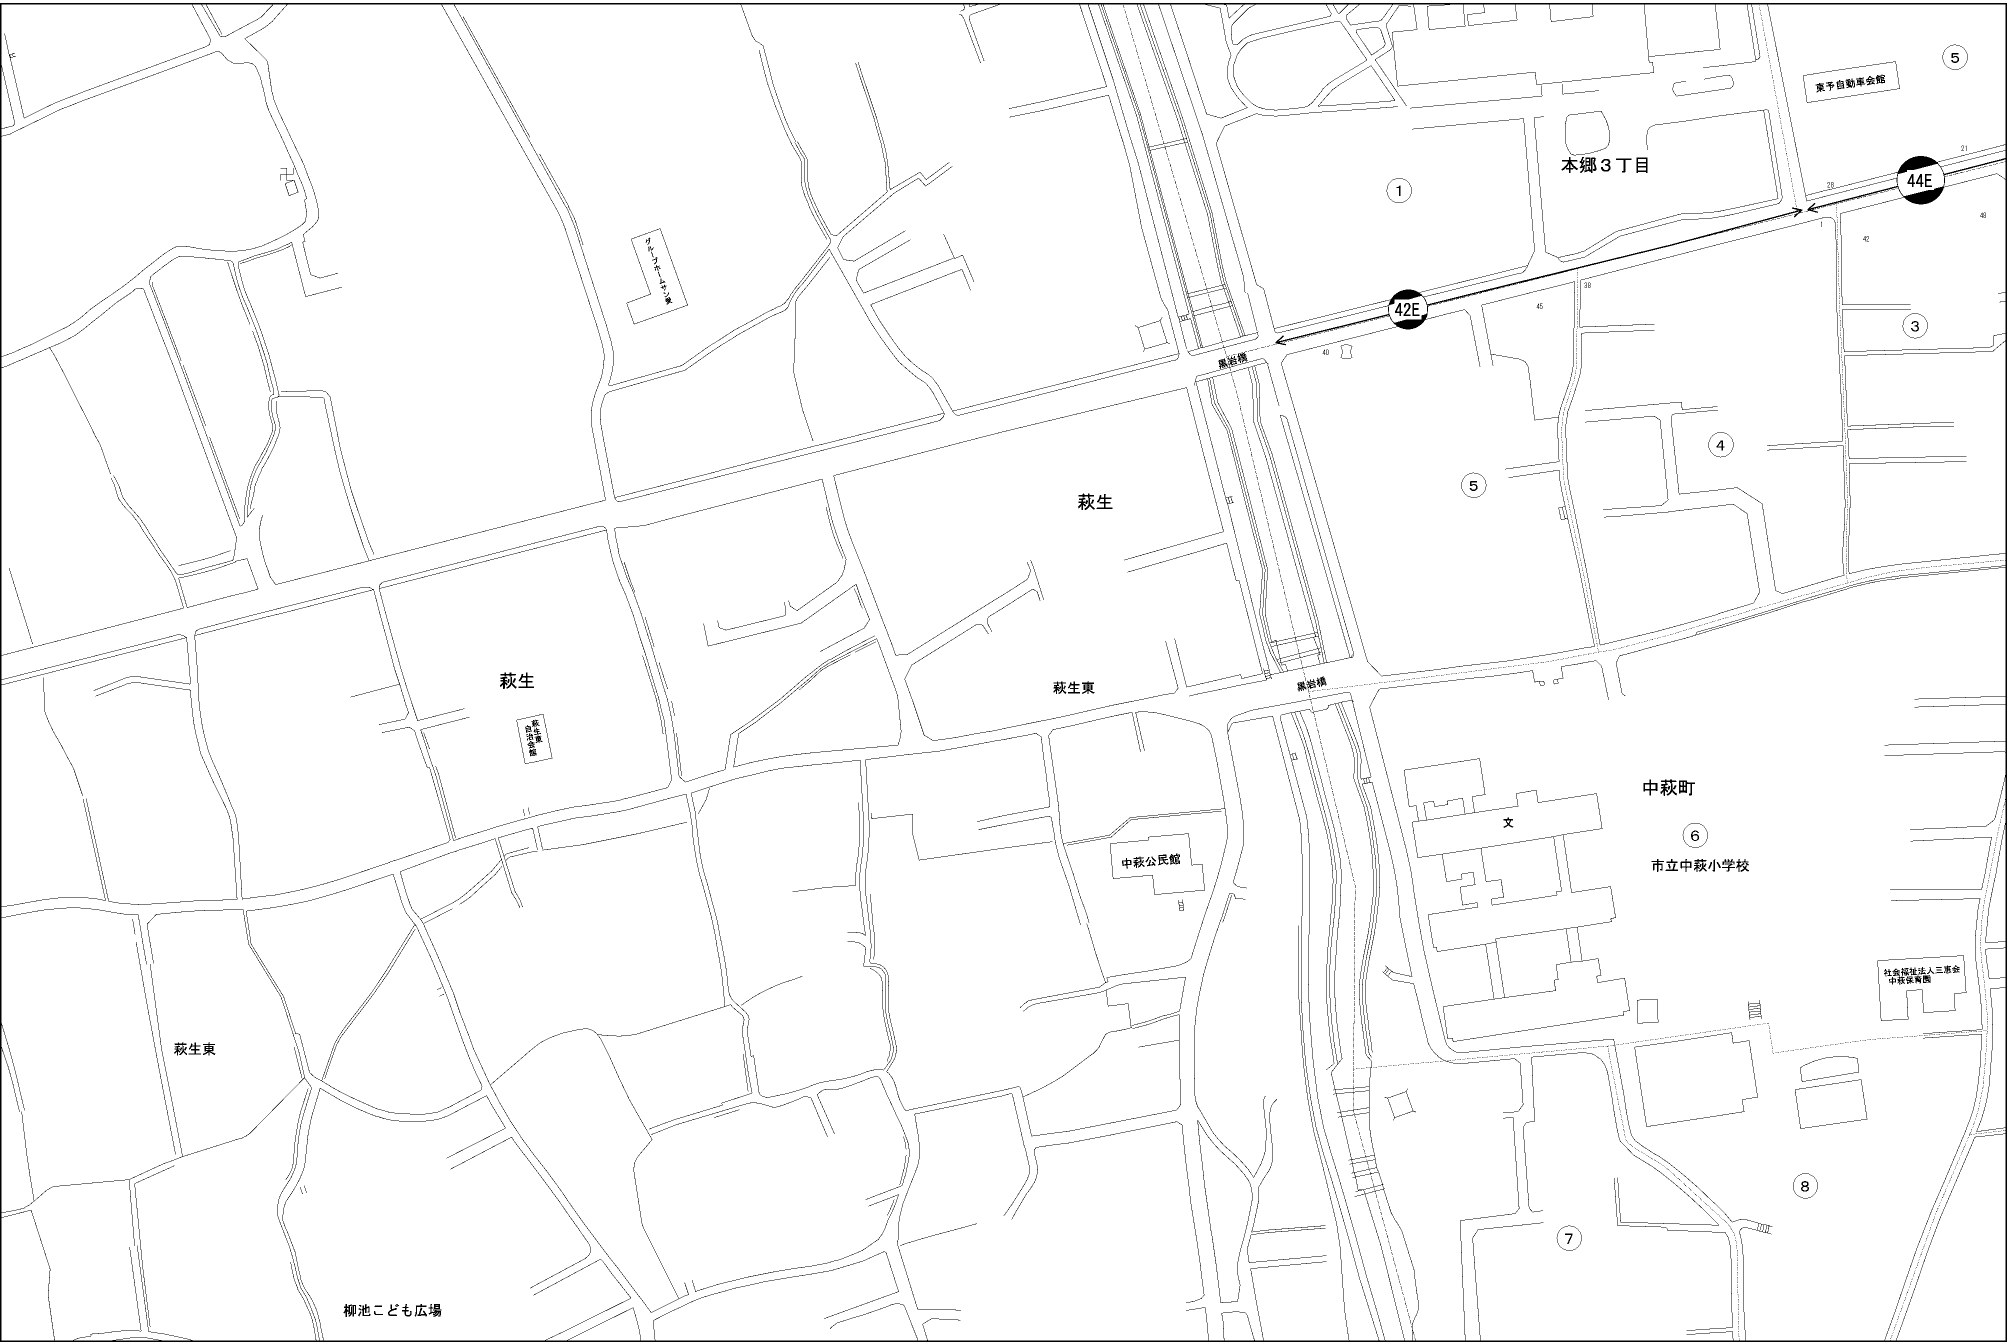 ⑤
東予自動車会館
21
本郷3丁目
44E
28
①
48
1
42
グループホームサン愛
38
42E
45
③
黒岩橋
40
④
⑤
萩生
萩生
萩生東
黒岩橋
萩生東
自治会館
中萩町
文
⑥
中萩公民館
市立中萩小学校
社会福祉法人三恵会
中萩保育園
萩生東
⑧
⑦
柳池こども広場